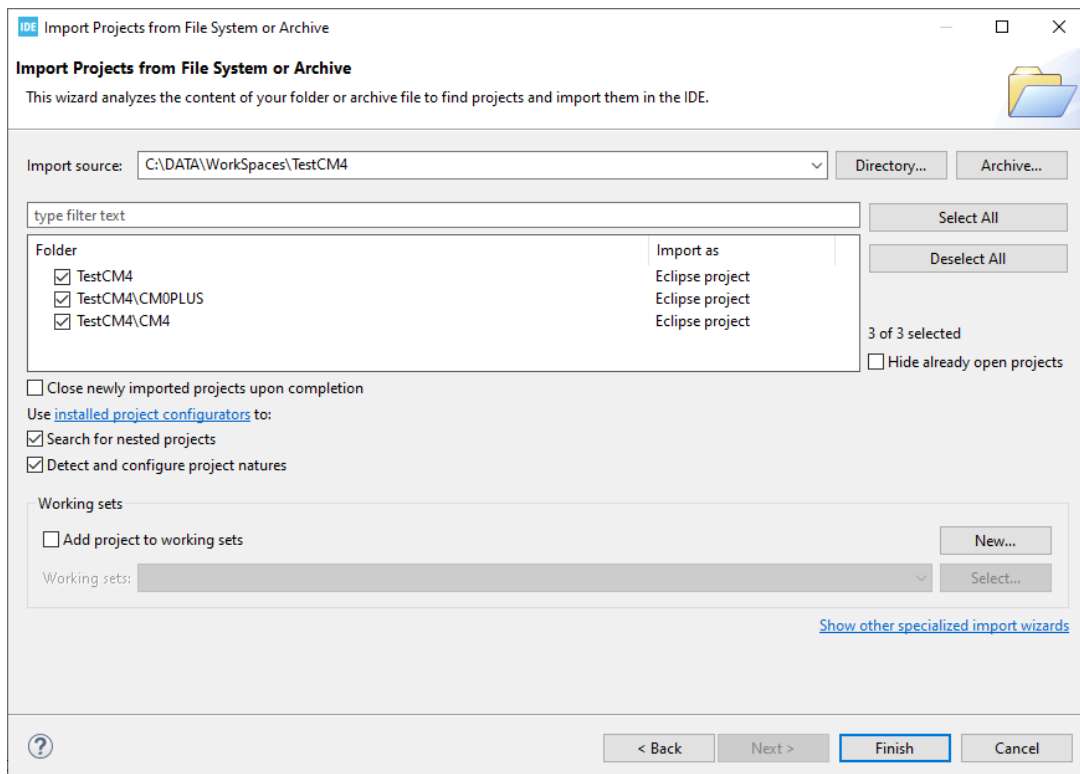 IDE Import Projects from File System or Archive
Import Projects from File System or Archive
This wizard analyzes the content of your folder or archive file to find projects and import them in the IDE.
Import source: C:\DATA\WorkSpaces\TestCM4 Directory... Archive...
type filter text Select All
Folder Import as Deselect All
TestCM4 Eclipse project
TestCM4\CM0PLUS Eclipse project
TestCM4\CM4 Eclipse project
3 of 3 selected
Hide already open projects
Close newly imported projects upon completion
Use installed project configurators to:
Search for nested projects
Detect and configure project natures
Working sets
Add project to working sets New...
Working sets: Select...
Show other specialized import wizards
? < Back Next > Finish Cancel